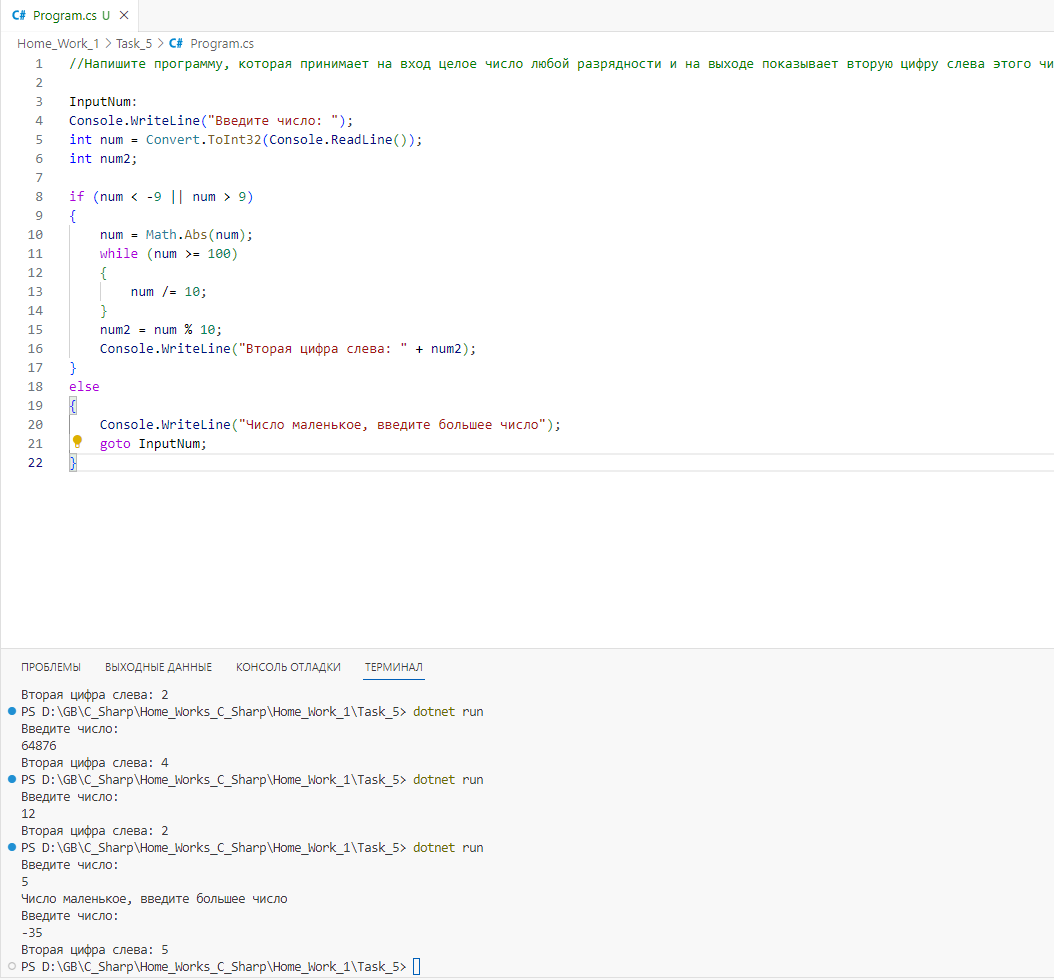 C# Program.cs U ×
Home_Work_1 > Task_5 > C# Program.cs
1 //Напишите программу, которая принимает на вход целое число любой разрядности и на выходе показывает вторую цифру слева этого чи
2
3 InputNum:
4 Console.WriteLine("Введите число: ");
5 int num = Convert.ToInt32(Console.ReadLine());
6 int num2;
7
8 if (num < -9 || num > 9)
9 {
10 num = Math.Abs(num);
11 while (num >= 100)
12 {
13 num /= 10;
14 }
15 num2 = num % 10;
16 Console.WriteLine("Вторая цифра слева: " + num2);
17 }
18 else
19 {
20 Console.WriteLine("Число маленькое, введите большее число");
21 goto InputNum;
22 }
ПРОБЛЕМЫ ВЫХОДНЫЕ ДАННЫЕ КОНСОЛЬ ОТЛАДКИ ТЕРМИНАЛ
Вторая цифра слева: 2
PS D:\GB\C_Sharp\Home_Works_C_Sharp\Home_Work_1\Task_5> dotnet run
Введите число:
64876
Вторая цифра слева: 4
PS D:\GB\C_Sharp\Home_Works_C_Sharp\Home_Work_1\Task_5> dotnet run
Введите число:
12
Вторая цифра слева: 2
PS D:\GB\C_Sharp\Home_Works_C_Sharp\Home_Work_1\Task_5> dotnet run
Введите число:
5
Число маленькое, введите большее число
Введите число:
-35
Вторая цифра слева: 5
PS D:\GB\C_Sharp\Home_Works_C_Sharp\Home_Work_1\Task_5>